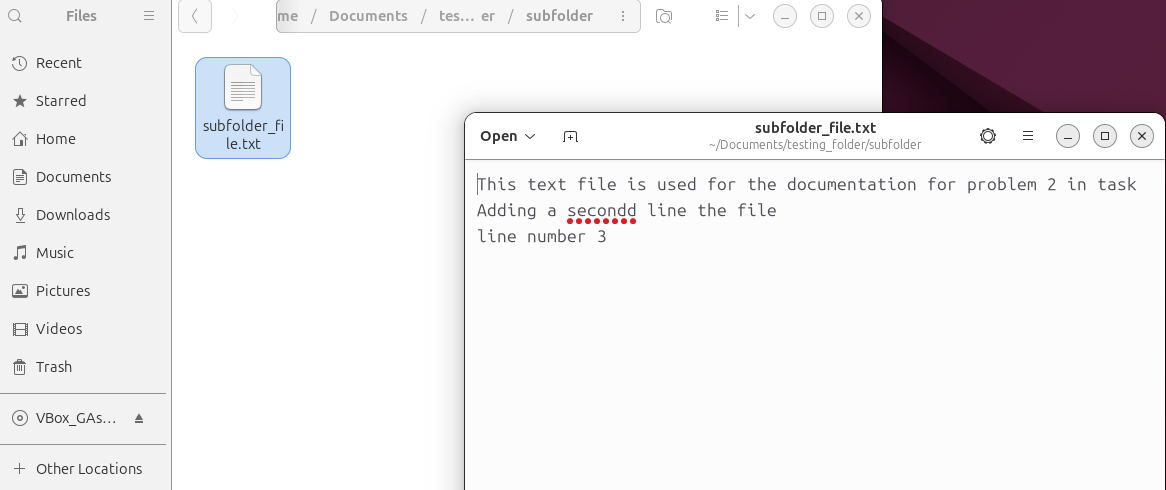 Files
Recent
Starred
Home
Documents
Downloads
Music
Pictures
Videos
Trash
VBox_GAs…
Other Locations
me / Documents / tes… er / subfolder
subfolder_fi
le.txt
Open
subfolder_file.txt
~/Documents/testing_folder/subfolder
This text file is used for the documentation for problem 2 in task
Adding a secondd line the file
line number 3